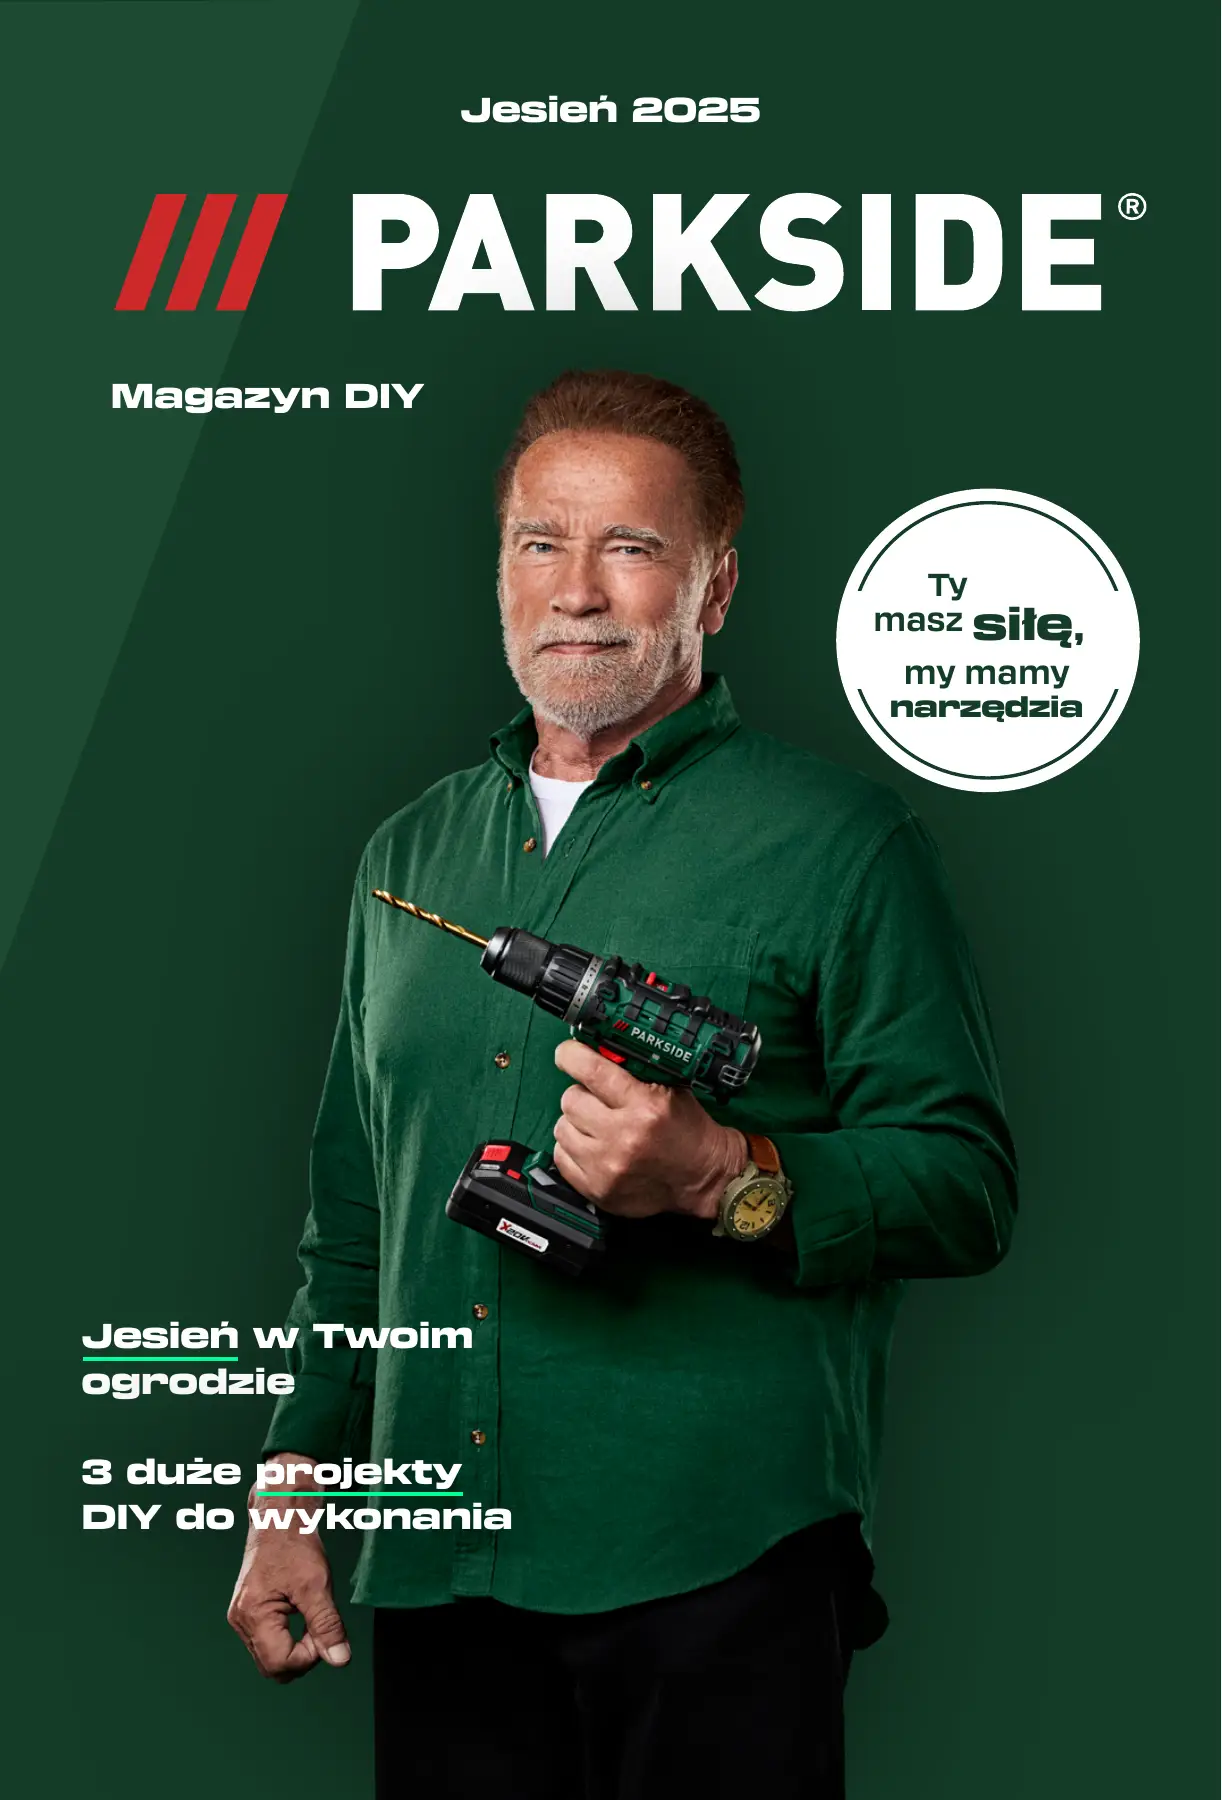 Jesień 2025
PARKSIDE®
Magazyn DIY
Ty
masz siłę,
my mamy
narzędzia
PARKSIDE
X20V TEAM
Jesień w Twoim
ogrodzie
3 duże projekty
DIY do wykonania